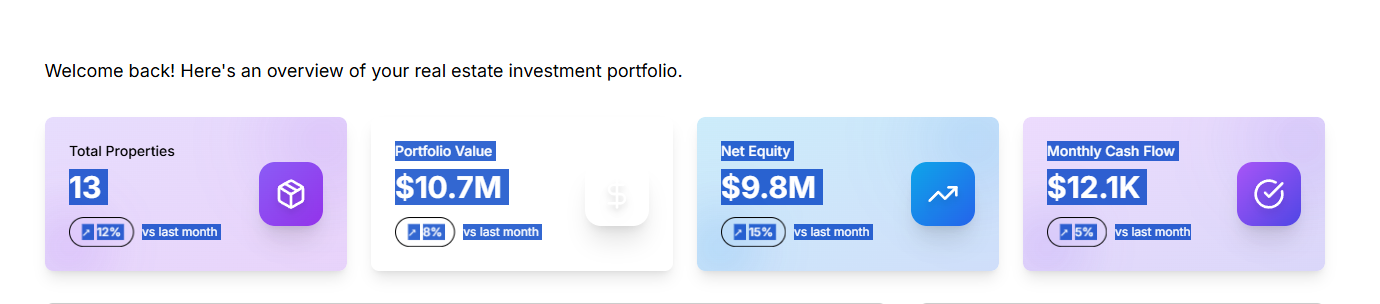 Welcome back! Here's an overview of your real estate investment portfolio.
Total Properties
13
↗ 12% vs last month
Portfolio Value
$10.7M
↗ 8% vs last month
$
Net Equity
$9.8M
↗ 15% vs last month
Monthly Cash Flow
$12.1K
↗ 5% vs last month